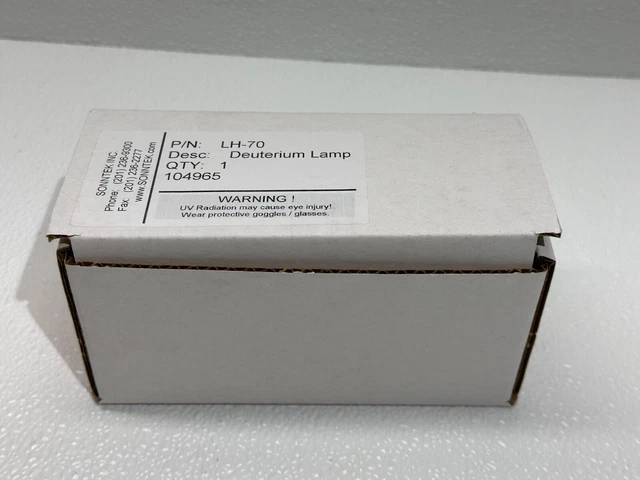 SONNTEK INC
Phone: (201) 236-9300
Fax: (201) 236-2277
www.SONNTEK.com
P/N: LH-70
Desc: Deuterium Lamp
QTY: 1
104965
WARNING !
UV Radiation may cause eye injury!
Wear protective goggles / glasses.